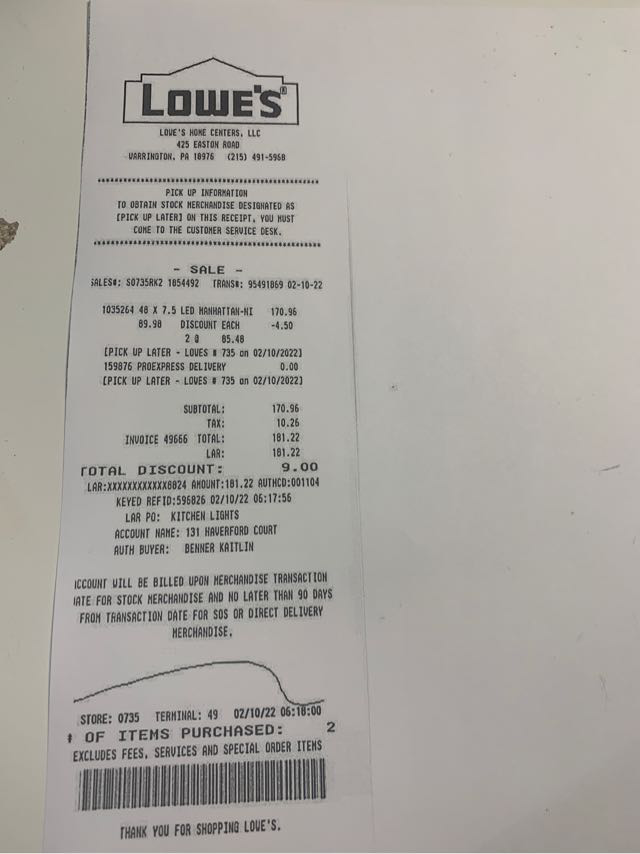 LOWE'S®
LOWE'S HOME CENTERS, LLC
425 EASTON ROAD
WARRINGTON, PA 18976 (215) 491-5968
PICK UP INFORMATION
TO OBTAIN STOCK MERCHANDISE DESIGNATED AS
[PICK UP LATER] ON THIS RECEIPT, YOU MUST
COME TO THE CUSTOMER SERVICE DESK.
- SALE -
SALES#: S0735RK2 1854492 TRANS#: 95491869 02-10-22
1035264 48 X 7.5 LED MANHATTAN-NI 170.96
89.98 DISCOUNT EACH -4.50
2 @ 85.48
[PICK UP LATER - LOWES # 735 on 02/10/2022]
159876 PROEXPRESS DELIVERY 0.00
[PICK UP LATER - LOWES # 735 on 02/10/2022]
SUBTOTAL: 170.96
TAX: 10.26
INVOICE 49666 TOTAL: 181.22
LAR: 181.22
TOTAL DISCOUNT: 9.00
LAR:XXXXXXXXXXXX8824 AMOUNT:181.22 AUTHCD:001104
KEYED REFID:596826 02/10/22 06:17:56
LAR PO: KITCHEN LIGHTS
ACCOUNT NAME: 131 HAVERFORD COURT
AUTH BUYER: BENNER KAITLIN
ACCOUNT WILL BE BILLED UPON MERCHANDISE TRANSACTION
DATE FOR STOCK MERCHANDISE AND NO LATER THAN 90 DAYS
FROM TRANSACTION DATE FOR SOS OR DIRECT DELIVERY
MERCHANDISE.
STORE: 0735 TERMINAL: 49 02/10/22 06:18:00
# OF ITEMS PURCHASED: 2
EXCLUDES FEES, SERVICES AND SPECIAL ORDER ITEMS
THANK YOU FOR SHOPPING LOWE'S.